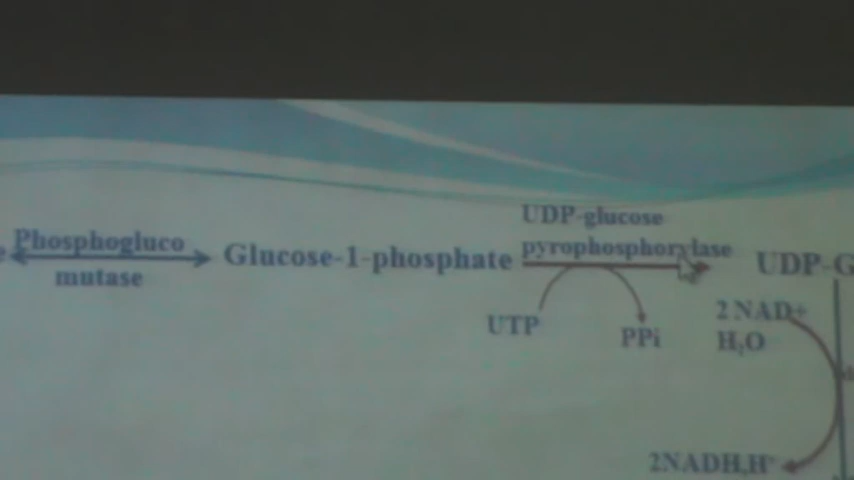 UDP-glucose
Phosphogluco
mutase
Glucose-1-phosphate
pyrophosphorylase
UDP-G
UTP
PPi
2 NAD+
H₂O
2NADH,H⁺